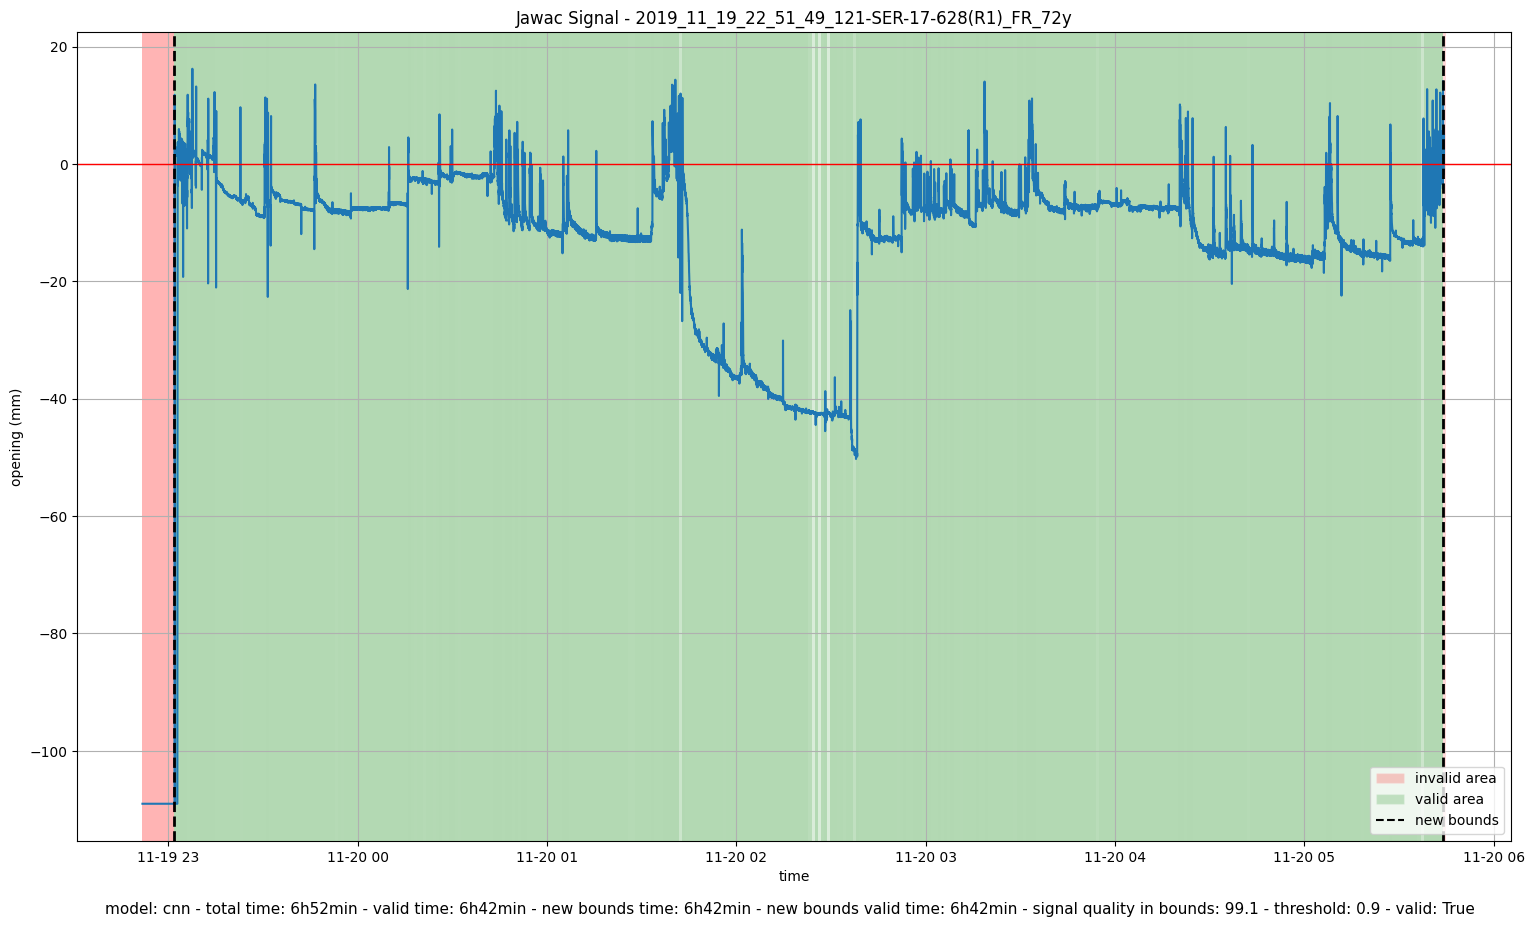 Jawac Signal - 2019_11_19_22_51_49_121-SER-17-628(R1)_FR_72y
20
0
−20
−40
−60
−80
−100
opening (mm)
invalid area
valid area
new bounds
11-19 23
11-20 00
11-20 01
11-20 02
11-20 03
11-20 04
11-20 05
11-20 06
time
model: cnn - total time: 6h52min - valid time: 6h42min - new bounds time: 6h42min - new bounds valid time: 6h42min - signal quality in bounds: 99.1 - threshold: 0.9 - valid: True